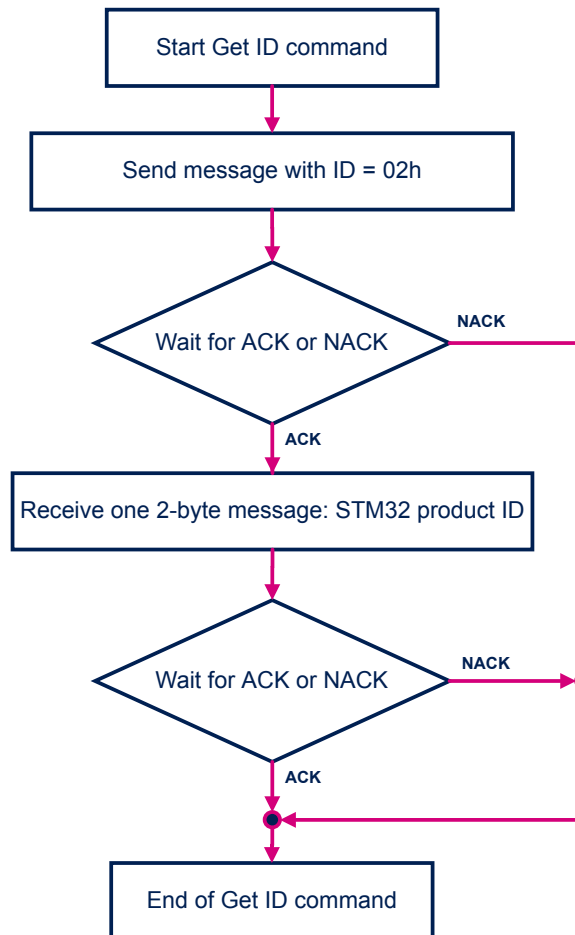 Start Get ID command
Send message with ID = 02h
Wait for ACK or NACK
NACK
ACK
Receive one 2-byte message: STM32 product ID
Wait for ACK or NACK
NACK
ACK
End of Get ID command